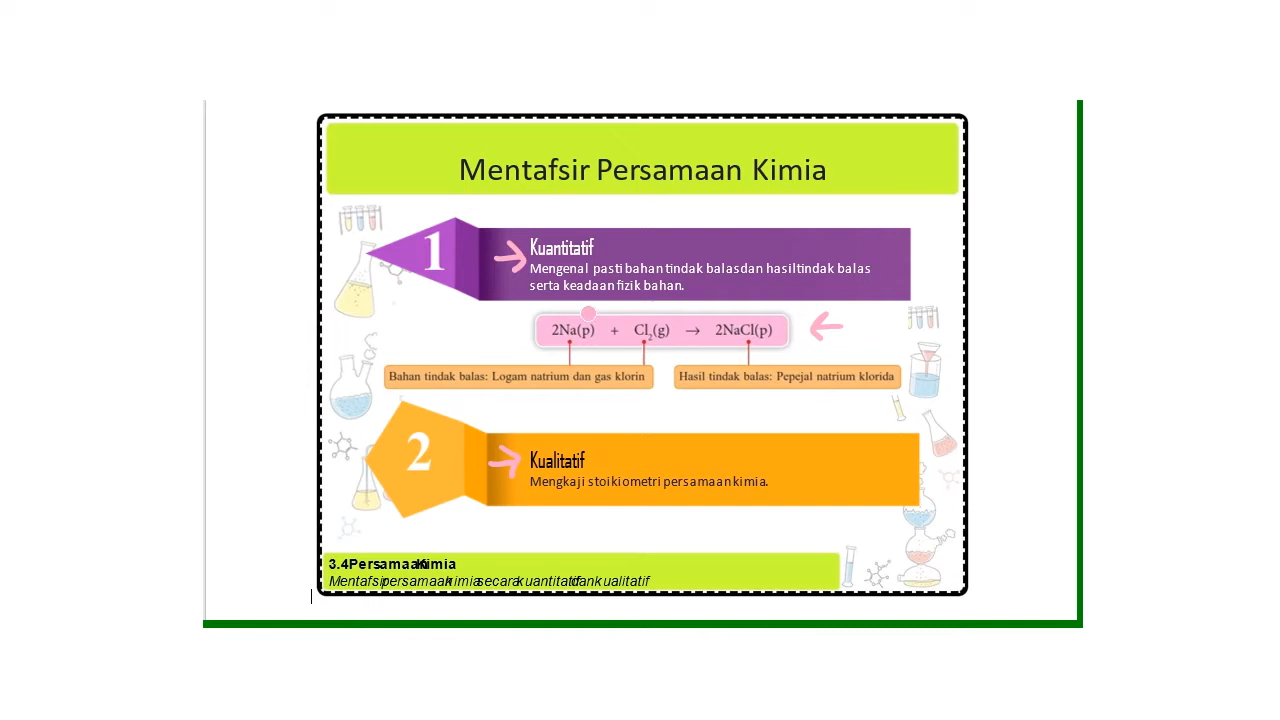 Mentafsir Persamaan Kimia
1
Kuantitatif
Mengenal pasti bahan tindak balas dan hasil tindak balas
serta keadaan fizik bahan.
2Na(p) + Cl₂(g) → 2NaCl(p)
Bahan tindak balas: Logam natrium dan gas klorin
Hasil tindak balas: Pepejal natrium klorida
2
Kualitatif
Mengkaji stoikiometri persamaan kimia.
3.4 Persamaan Kimia
Mentafsir persamaan kimia secara kuantitatif dan kualitatif